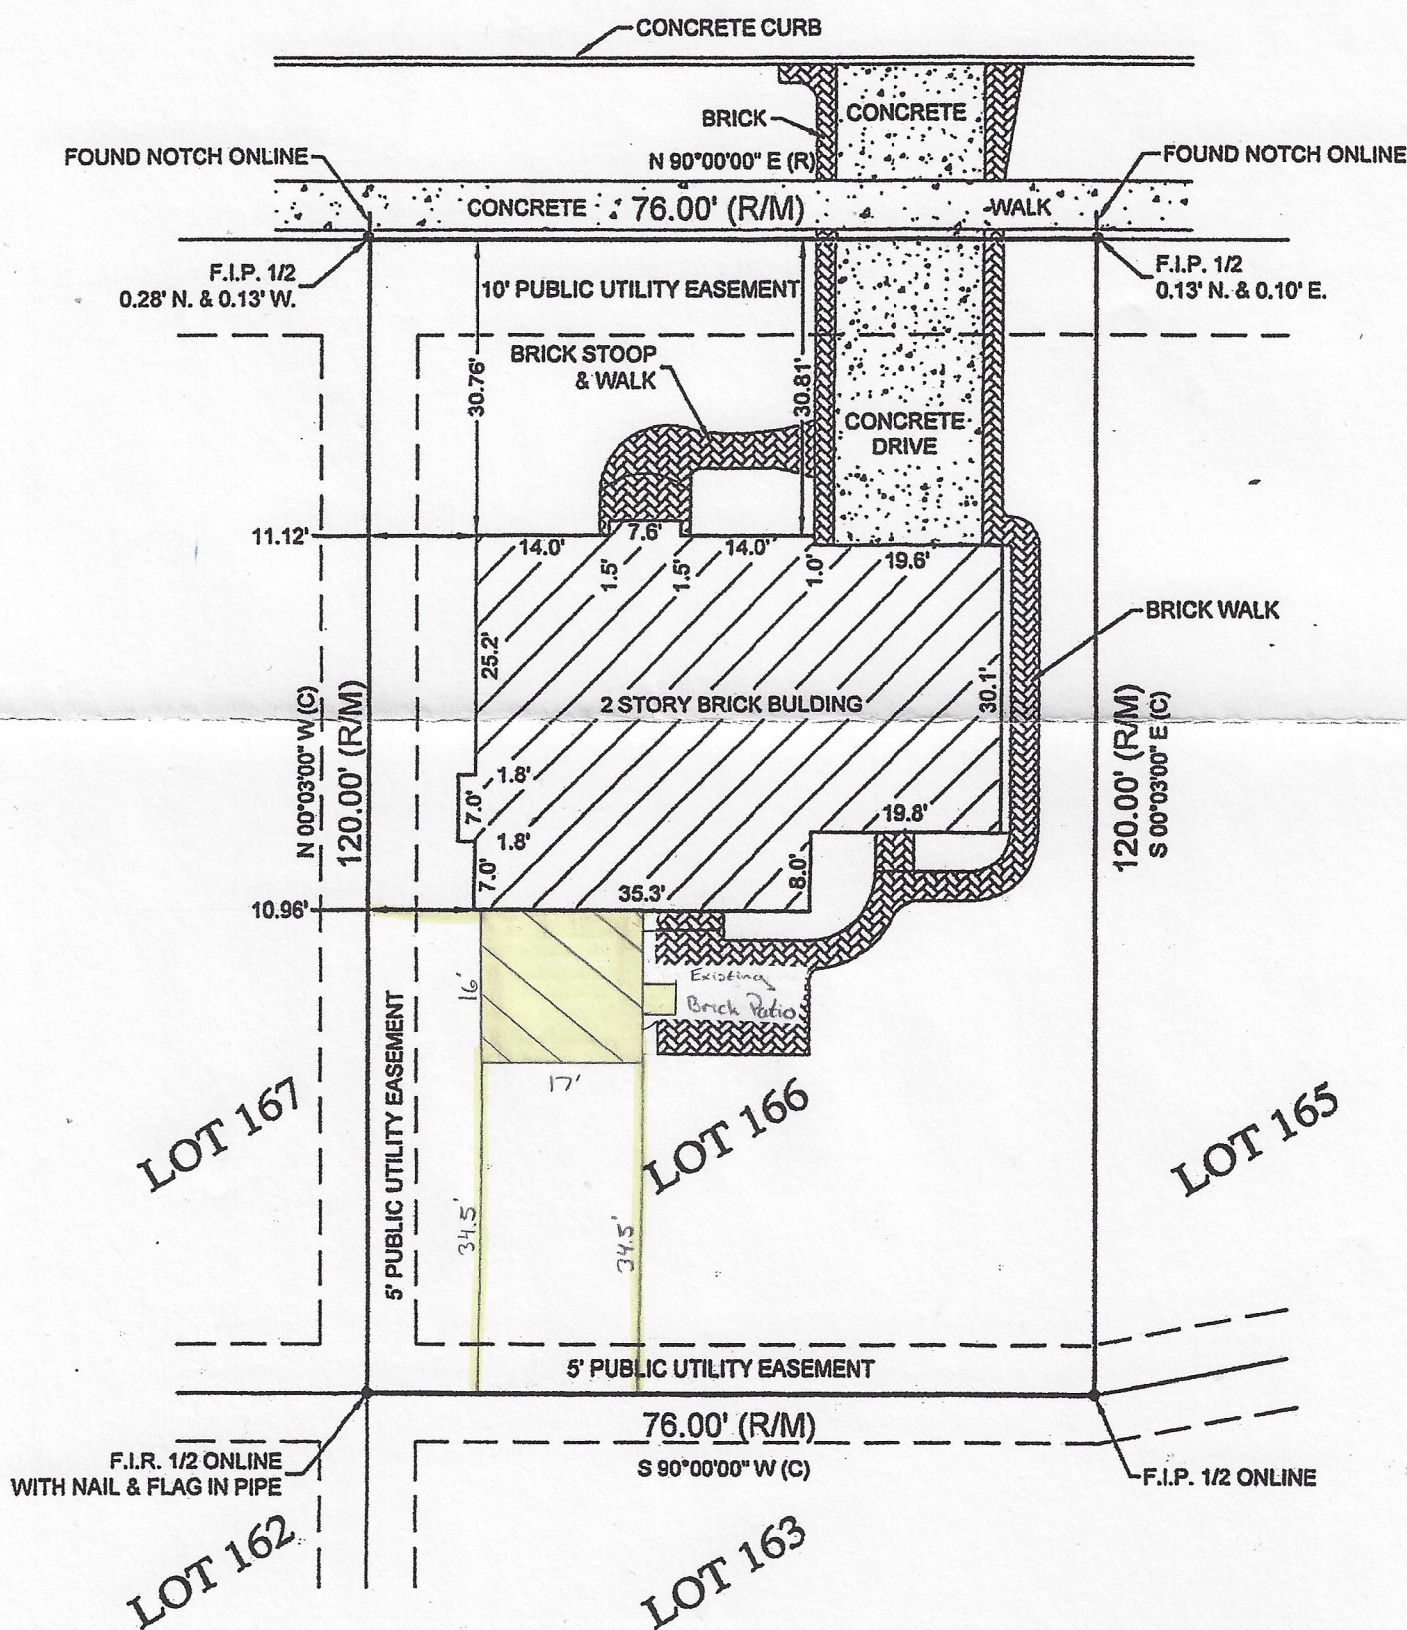 CONCRETE CURB
BRICK
CONCRETE
N 90°00'00" E (R)
FOUND NOTCH ONLINE
FOUND NOTCH ONLINE
CONCRETE
76.00' (R/M)
WALK
F.I.P. 1/2
0.28' N. & 0.13' W.
F.I.P. 1/2
0.13' N. & 0.10' E.
10' PUBLIC UTILITY EASEMENT
BRICK STOOP
& WALK
30.76'
30.81'
CONCRETE
DRIVE
11.12'
14.0'
7.6'
14.0'
19.6'
1.5'
1.5'
1.0'
BRICK WALK
25.2'
30.1'
2 STORY BRICK BULDING
N 00°03'00" W (C)
120.00' (R/M)
120.00' (R/M)
S 00°03'00" E (C)
1.8'
7.0'
1.8'
19.8'
7.0'
8.0'
35.3'
10.96'
16'
Existing
Brick Patio
17'
5' PUBLIC UTILITY EASEMENT
LOT 167
LOT 166
LOT 165
34.5'
34.5'
5' PUBLIC UTILITY EASEMENT
76.00' (R/M)
S 90°00'00" W (C)
F.I.R. 1/2 ONLINE
WITH NAIL & FLAG IN PIPE
F.I.P. 1/2 ONLINE
LOT 162
LOT 163